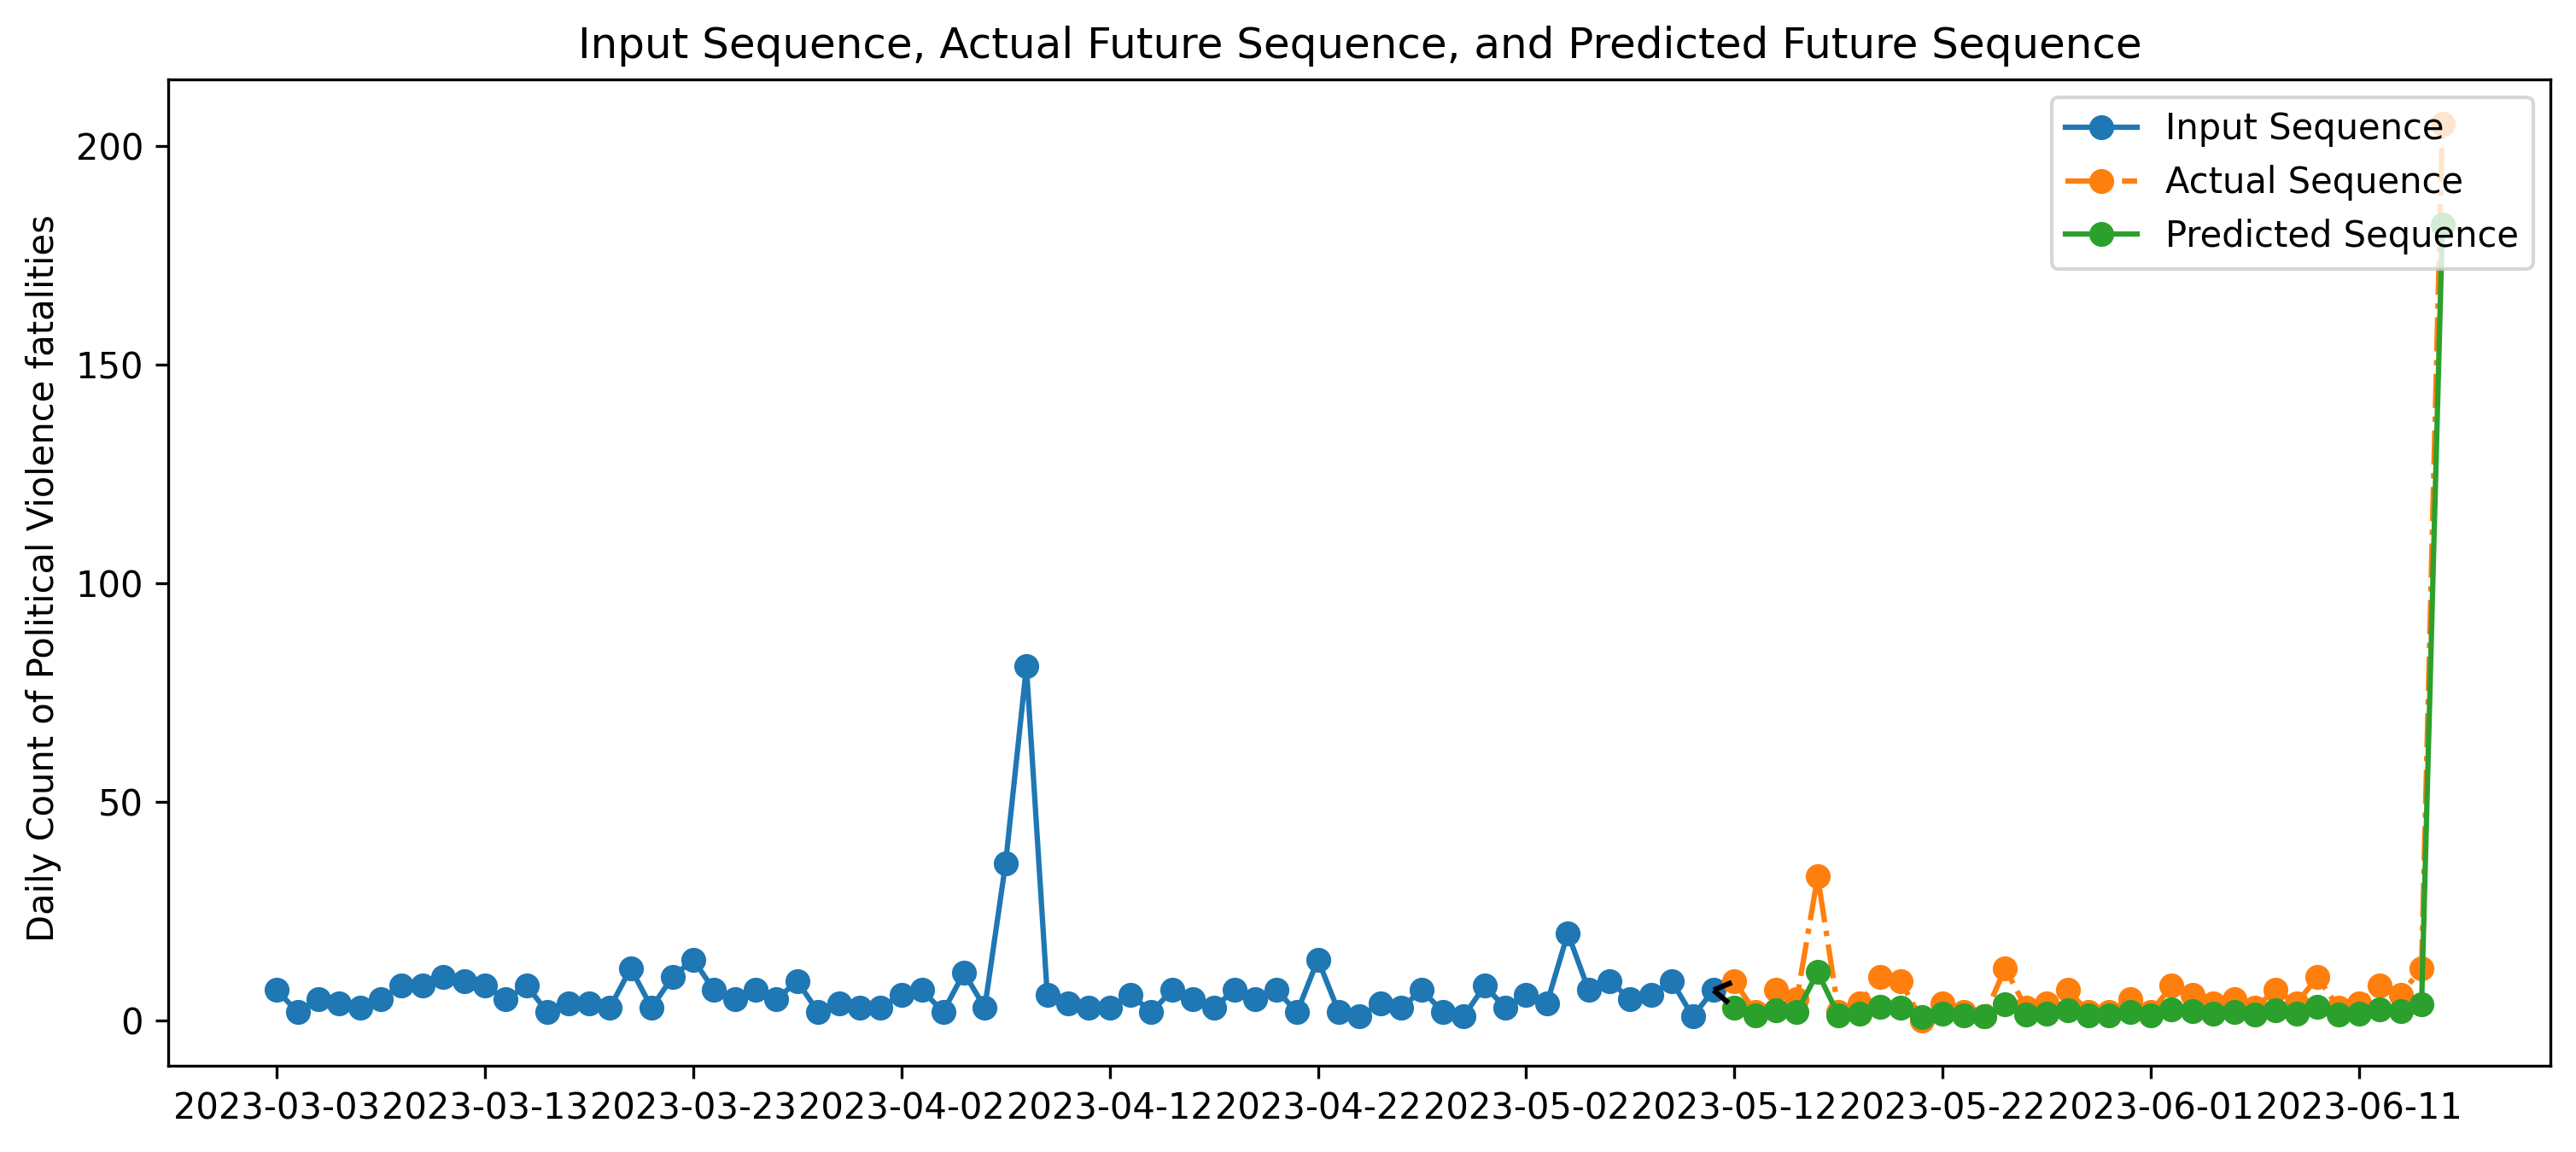 Input Sequence, Actual Future Sequence, and Predicted Future Sequence
Daily Count of Political Violence fatalities
200
150
100
50
0
Input Sequence
Actual Sequence
Predicted Sequence
2023-03-03 2023-03-13 2023-03-23 2023-04-02 2023-04-12 2023-04-22 2023-05-02 2023-05-12 2023-05-22 2023-06-01 2023-06-11